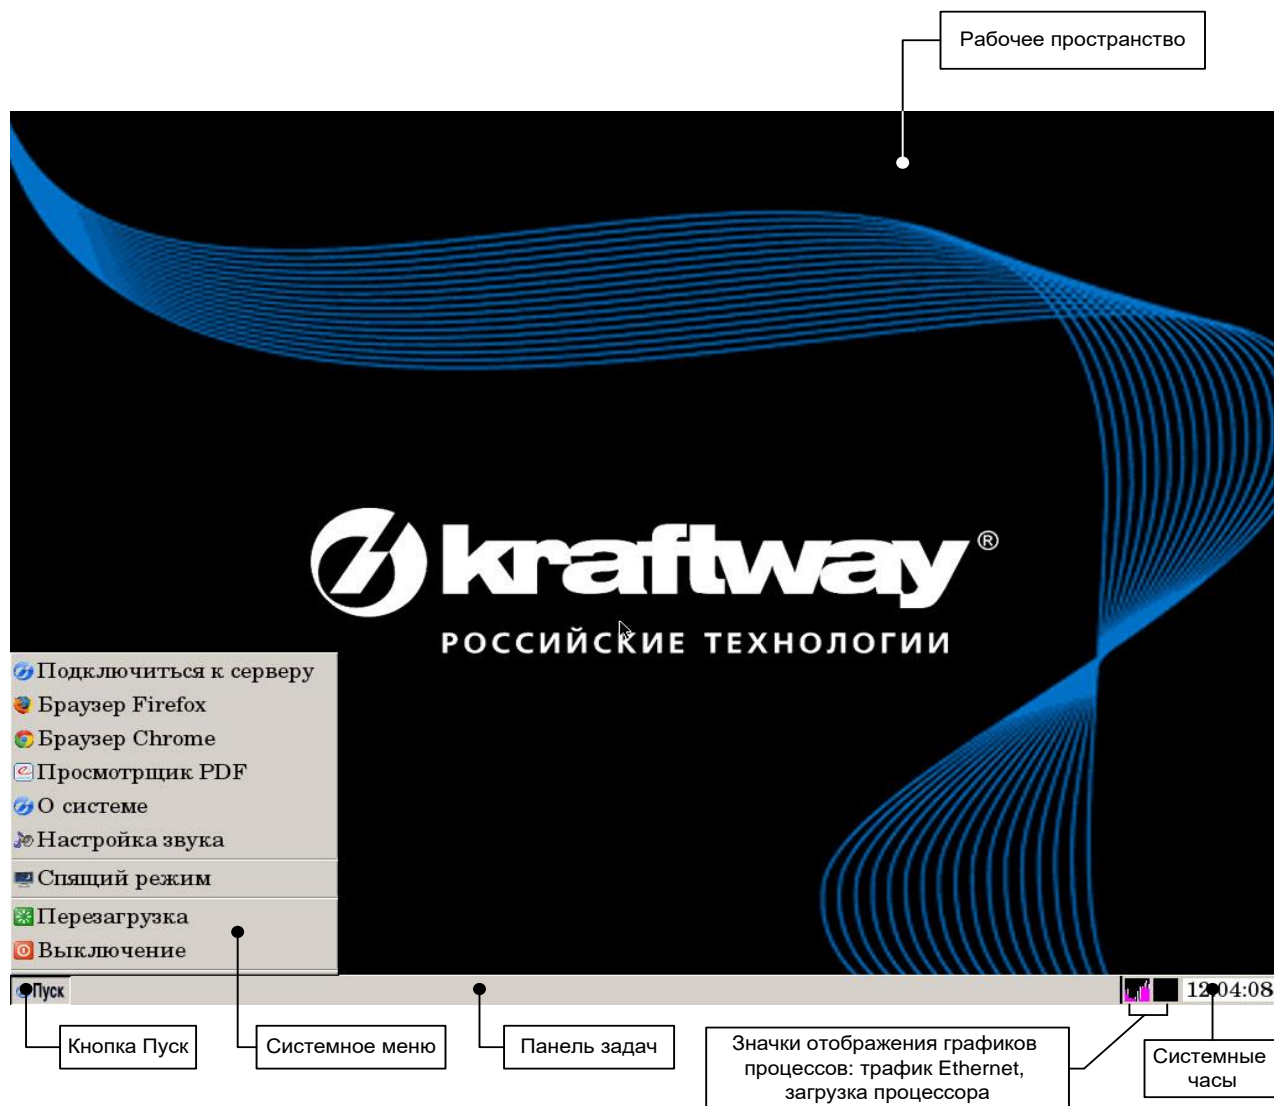 Рабочее пространство
kraftway®
РОССИЙСКИЕ ТЕХНОЛОГИИ
Подключиться к серверу
Браузер Firefox
Браузер Chrome
Просмотрщик PDF
О системе
Настройка звука
Спящий режим
Перезагрузка
Выключение
Пуск
12:04:08
Кнопка Пуск
Системное меню
Панель задач
Значки отображения графиков
процессов: трафик Ethernet,
загрузка процессора
Системные
часы